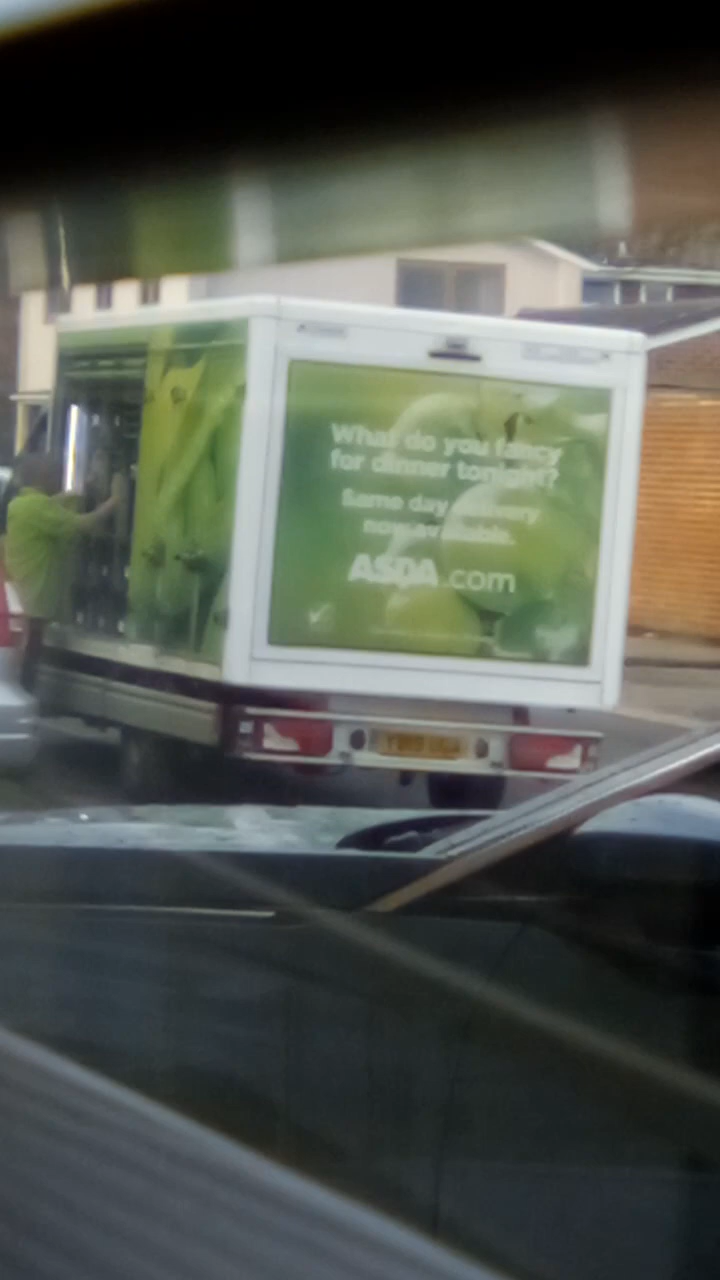 What do you fancy
for dinner tonight?
Same day delivery
now available.
ASDA.com